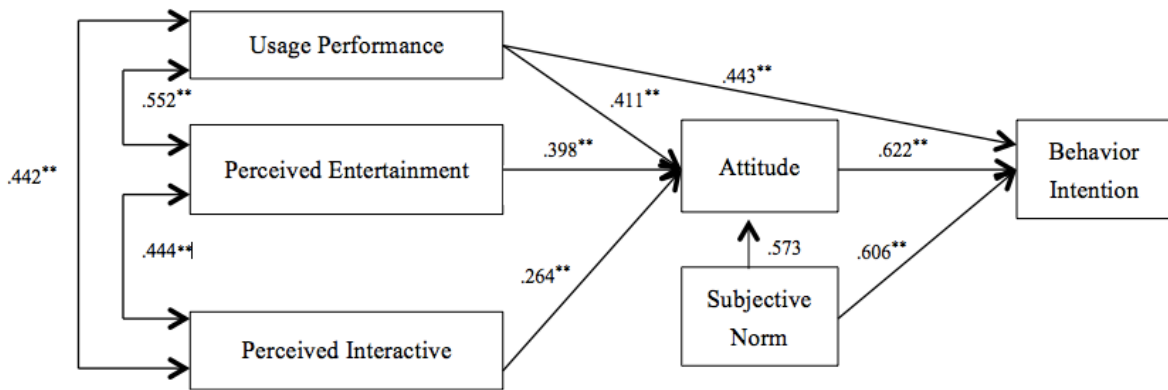 Usage Performance
.443**
.552**
.411**
Perceived Entertainment
.398**
Attitude
.622**
Behavior
Intention
.442**
.444**
.573
.606**
.264**
Subjective
Norm
Perceived Interactive